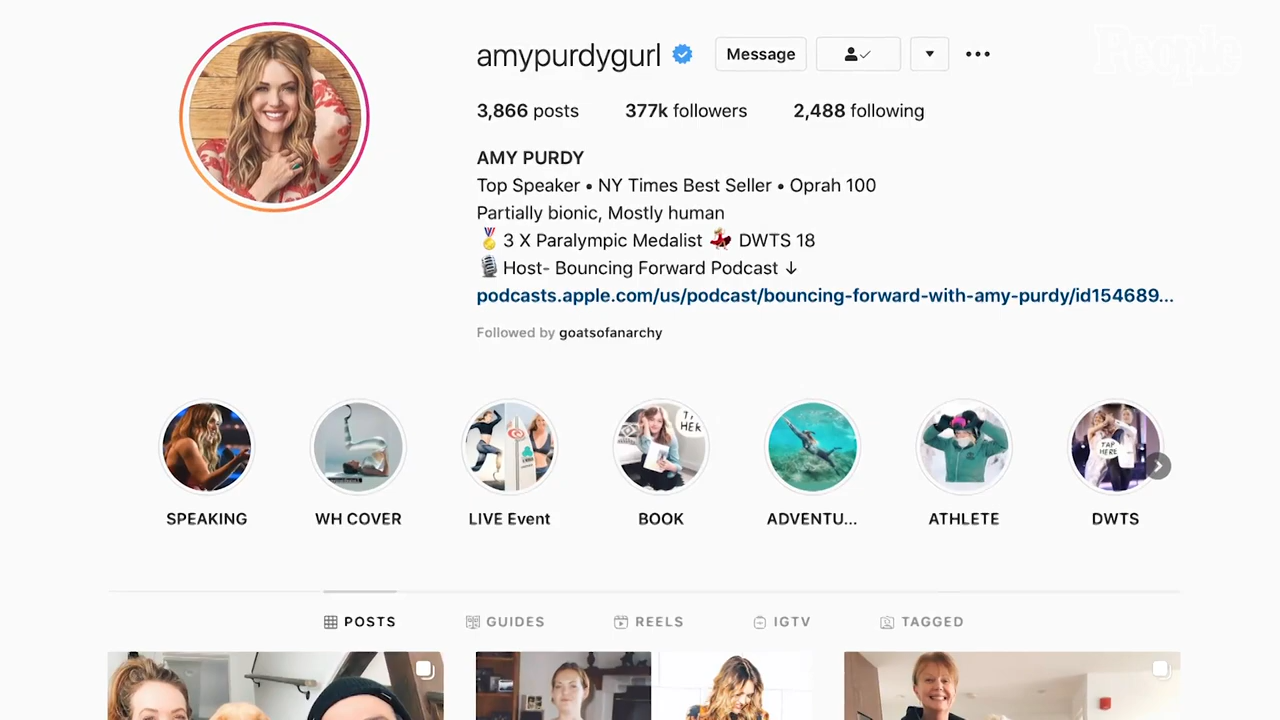 People
amypurdygurl Message
3,866 posts 377k followers 2,488 following
AMY PURDY
Top Speaker • NY Times Best Seller • Oprah 100
Partially bionic, Mostly human
🏅 3 X Paralympic Medalist 💃 DWTS 18
🎙️ Host- Bouncing Forward Podcast ↓
podcasts.apple.com/us/podcast/bouncing-forward-with-amy-purdy/id154689...
Followed by goatsofanarchy
TAP HERE
SPEAKING WH COVER LIVE Event BOOK ADVENTU... ATHLETE DWTS
POSTS GUIDES REELS IGTV TAGGED